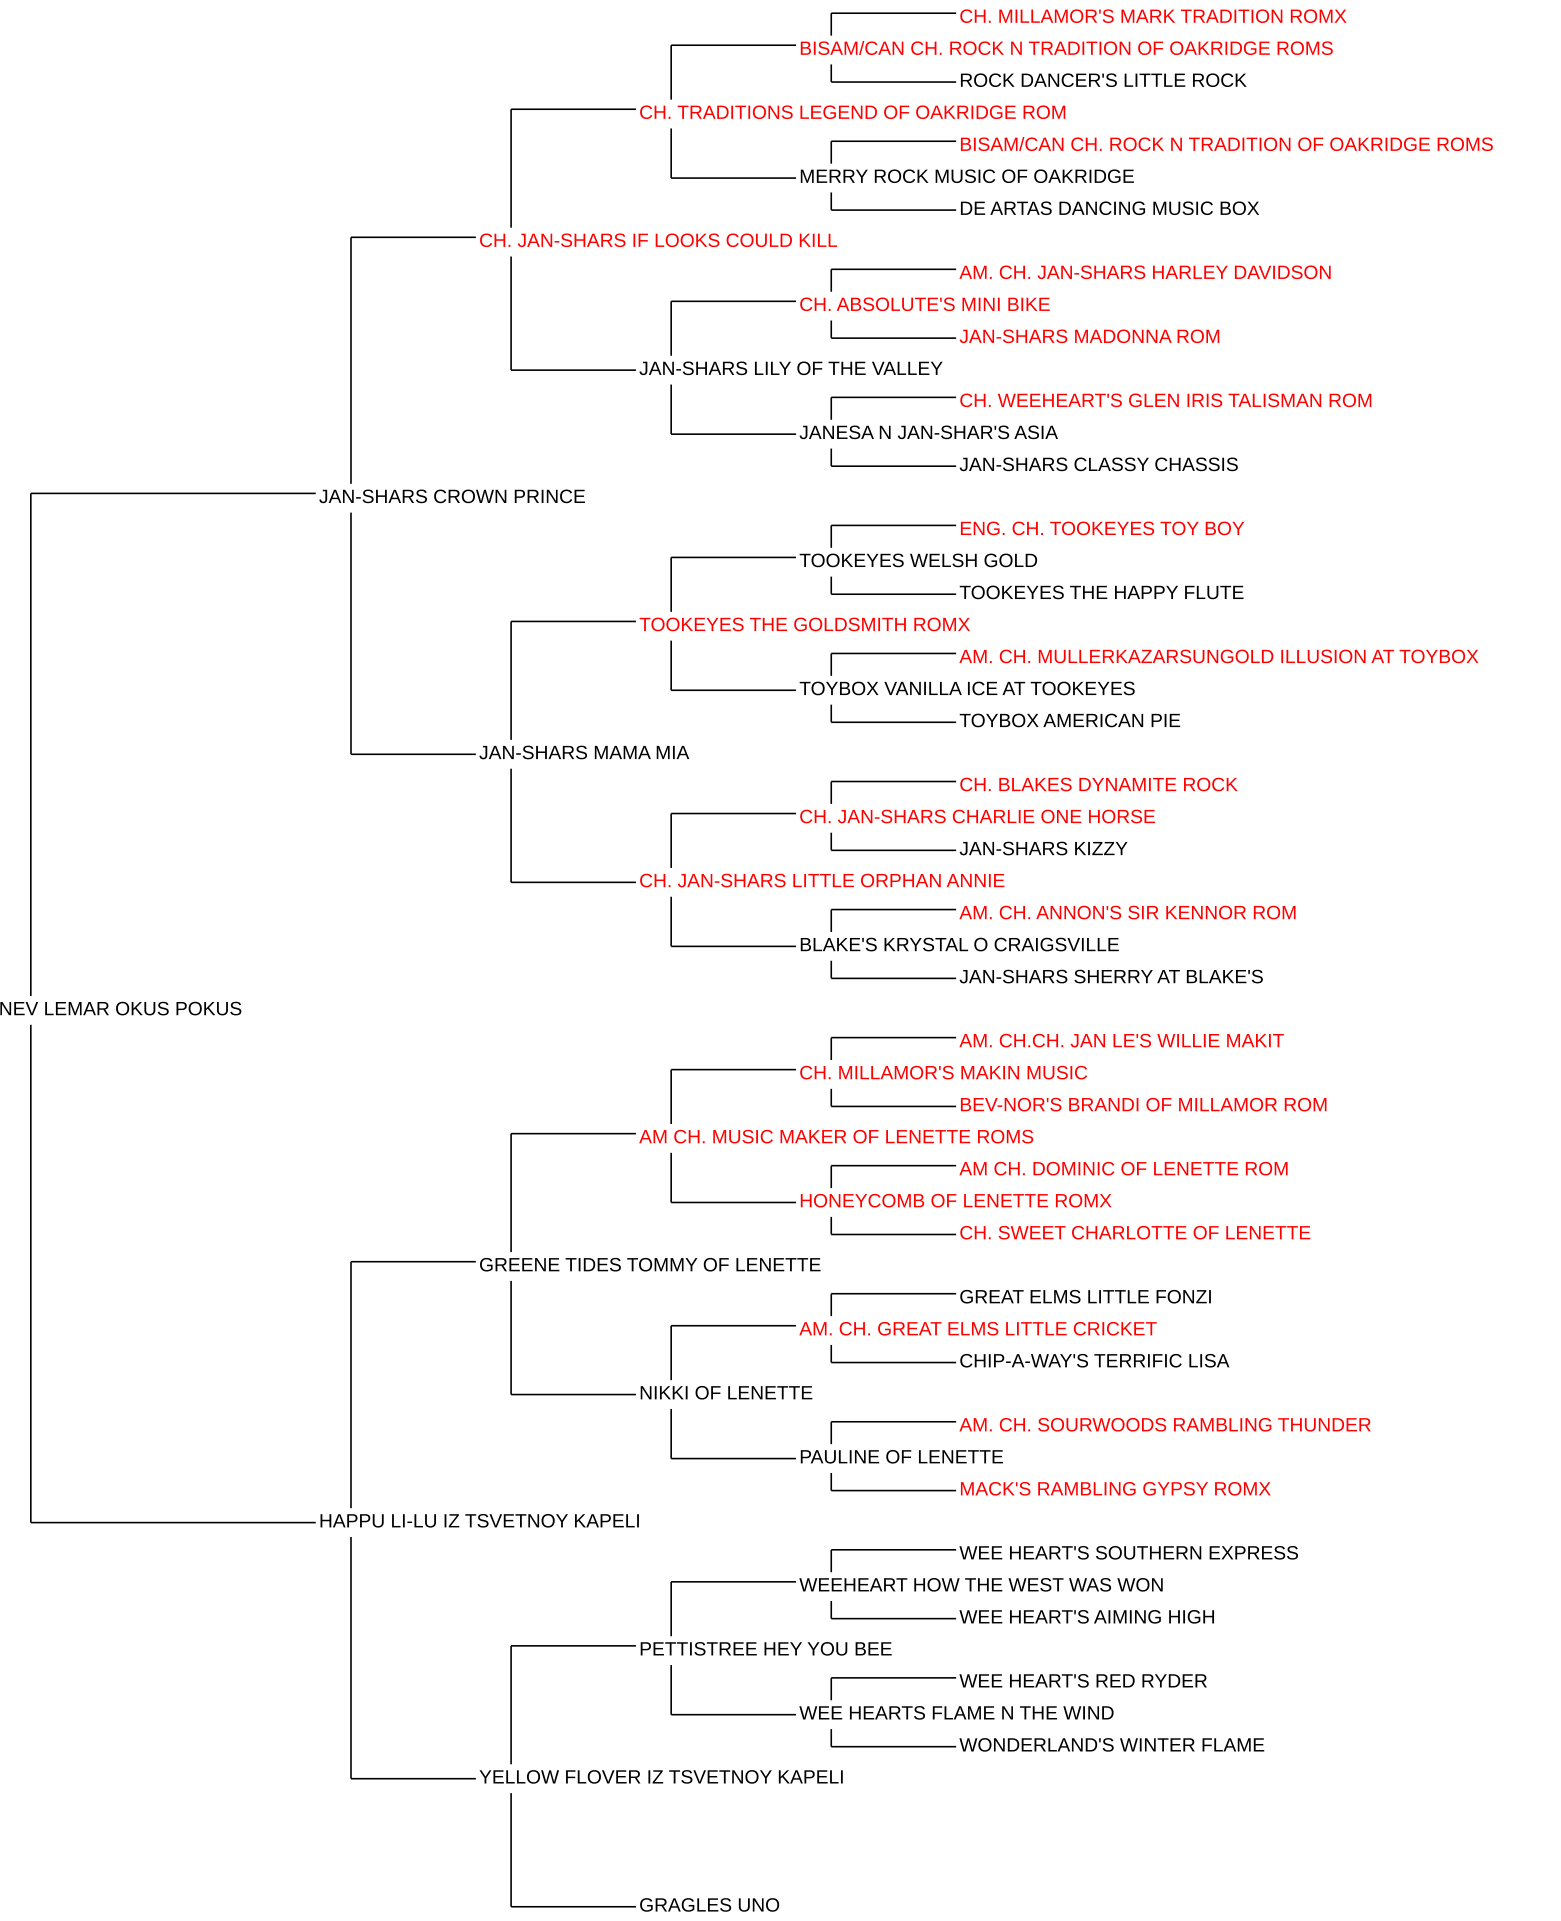 CH. MILLAMOR'S MARK TRADITION ROMX
BISAM/CAN CH. ROCK N TRADITION OF OAKRIDGE ROMS
ROCK DANCER'S LITTLE ROCK
CH. TRADITIONS LEGEND OF OAKRIDGE ROM
BISAM/CAN CH. ROCK N TRADITION OF OAKRIDGE ROMS
MERRY ROCK MUSIC OF OAKRIDGE
DE ARTAS DANCING MUSIC BOX
CH. JAN-SHARS IF LOOKS COULD KILL
AM. CH. JAN-SHARS HARLEY DAVIDSON
CH. ABSOLUTE'S MINI BIKE
JAN-SHARS MADONNA ROM
JAN-SHARS LILY OF THE VALLEY
CH. WEEHEART'S GLEN IRIS TALISMAN ROM
JANESA N JAN-SHAR'S ASIA
JAN-SHARS CLASSY CHASSIS
JAN-SHARS CROWN PRINCE
ENG. CH. TOOKEYES TOY BOY
TOOKEYES WELSH GOLD
TOOKEYES THE HAPPY FLUTE
TOOKEYES THE GOLDSMITH ROMX
AM. CH. MULLERKAZARSUNGOLD ILLUSION AT TOYBOX
TOYBOX VANILLA ICE AT TOOKEYES
TOYBOX AMERICAN PIE
JAN-SHARS MAMA MIA
CH. BLAKES DYNAMITE ROCK
CH. JAN-SHARS CHARLIE ONE HORSE
JAN-SHARS KIZZY
CH. JAN-SHARS LITTLE ORPHAN ANNIE
AM. CH. ANNON'S SIR KENNOR ROM
BLAKE'S KRYSTAL O CRAIGSVILLE
JAN-SHARS SHERRY AT BLAKE'S
NEV LEMAR OKUS POKUS
AM. CH.CH. JAN LE'S WILLIE MAKIT
CH. MILLAMOR'S MAKIN MUSIC
BEV-NOR'S BRANDI OF MILLAMOR ROM
AM CH. MUSIC MAKER OF LENETTE ROMS
AM CH. DOMINIC OF LENETTE ROM
HONEYCOMB OF LENETTE ROMX
CH. SWEET CHARLOTTE OF LENETTE
GREENE TIDES TOMMY OF LENETTE
GREAT ELMS LITTLE FONZI
AM. CH. GREAT ELMS LITTLE CRICKET
CHIP-A-WAY'S TERRIFIC LISA
NIKKI OF LENETTE
AM. CH. SOURWOODS RAMBLING THUNDER
PAULINE OF LENETTE
MACK'S RAMBLING GYPSY ROMX
HAPPU LI-LU IZ TSVETNOY KAPELI
WEE HEART'S SOUTHERN EXPRESS
WEEHEART HOW THE WEST WAS WON
WEE HEART'S AIMING HIGH
PETTISTREE HEY YOU BEE
WEE HEART'S RED RYDER
WEE HEARTS FLAME N THE WIND
WONDERLAND'S WINTER FLAME
YELLOW FLOVER IZ TSVETNOY KAPELI
GRAGLES UNO